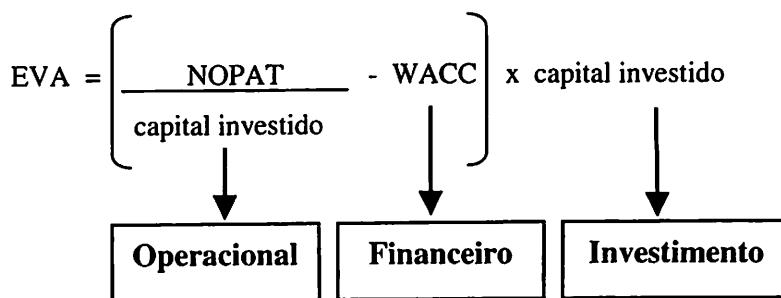 NOPAT
EVA = - WACC x capital investido
capital investido
Operacional Financeiro Investimento